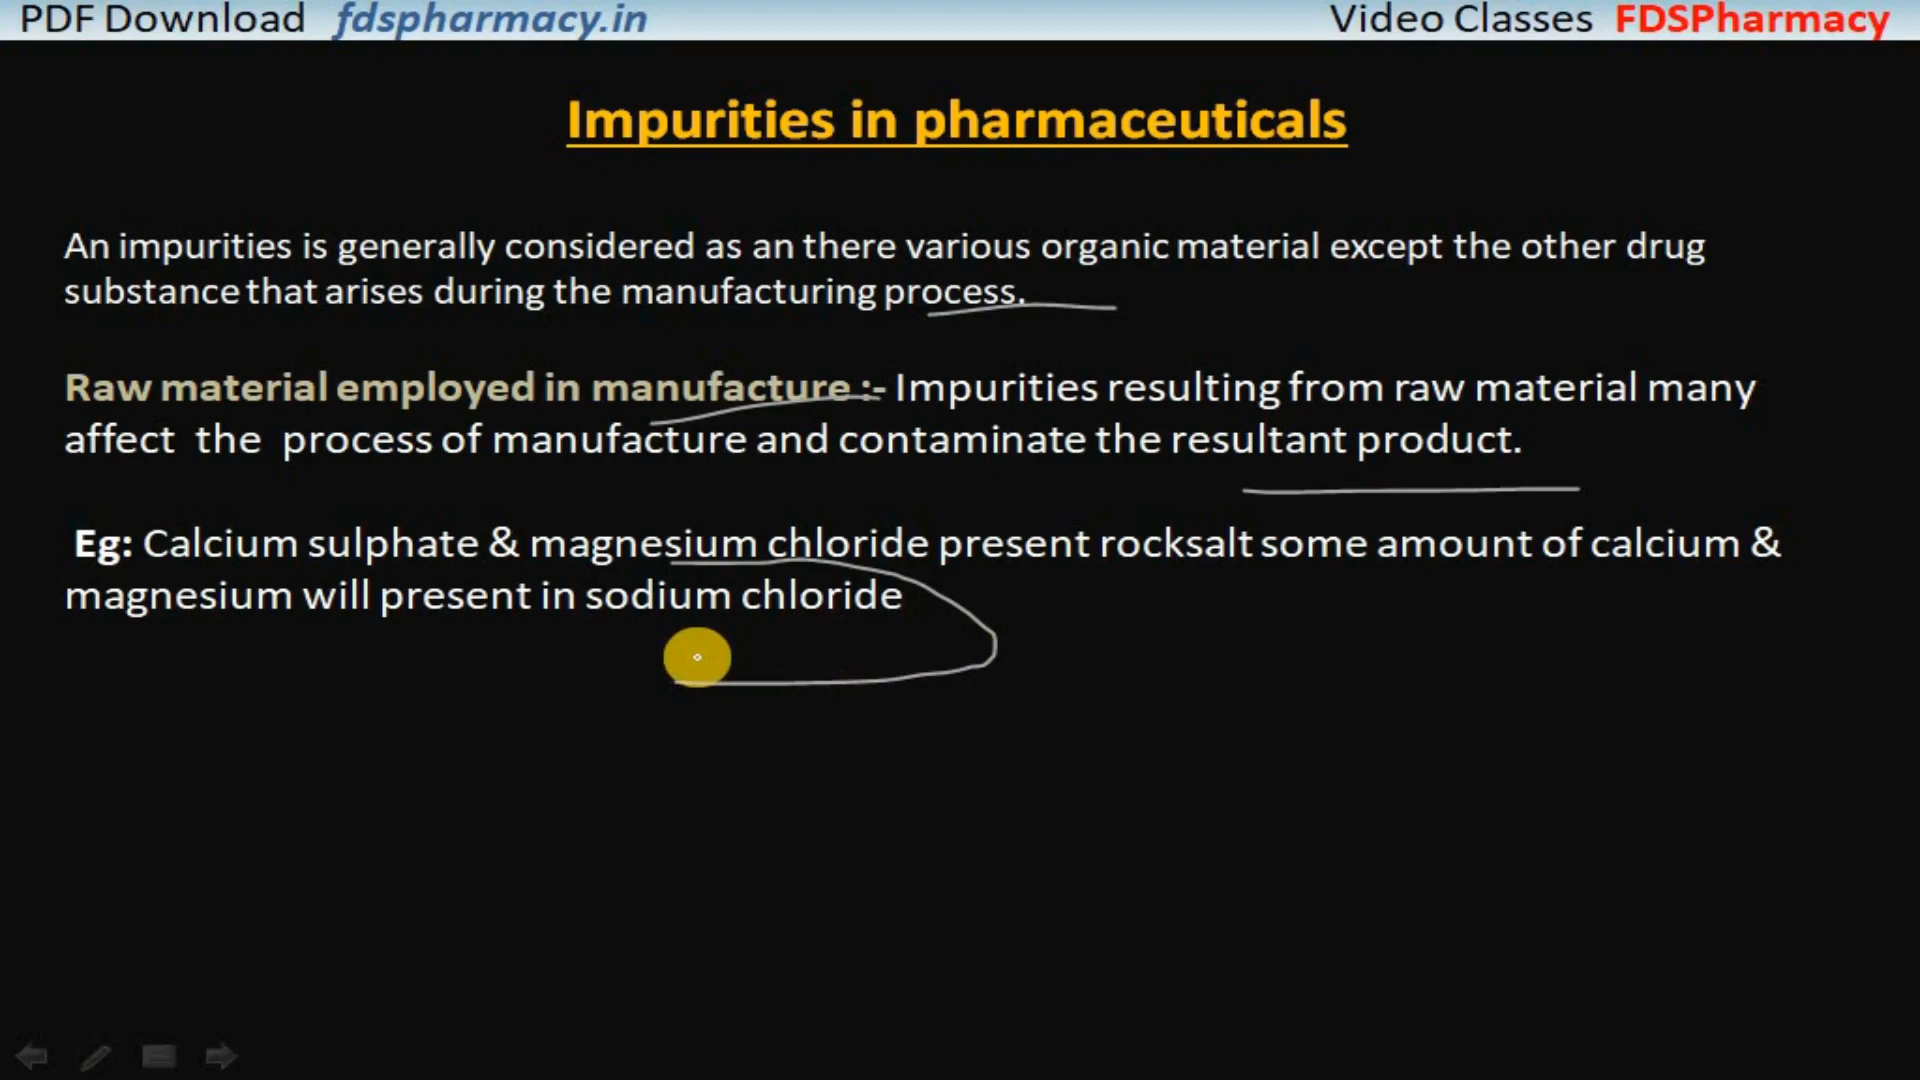 PDF Download fdspharmacy.in Video Classes FDSPharmacy
Impurities in pharmaceuticals
An impurities is generally considered as an there various organic material except the other drug
substance that arises during the manufacturing process.
Raw material employed in manufacture :- Impurities resulting from raw material many
affect the process of manufacture and contaminate the resultant product.
Eg: Calcium sulphate & magnesium chloride present rocksalt some amount of calcium &
magnesium will present in sodium chloride